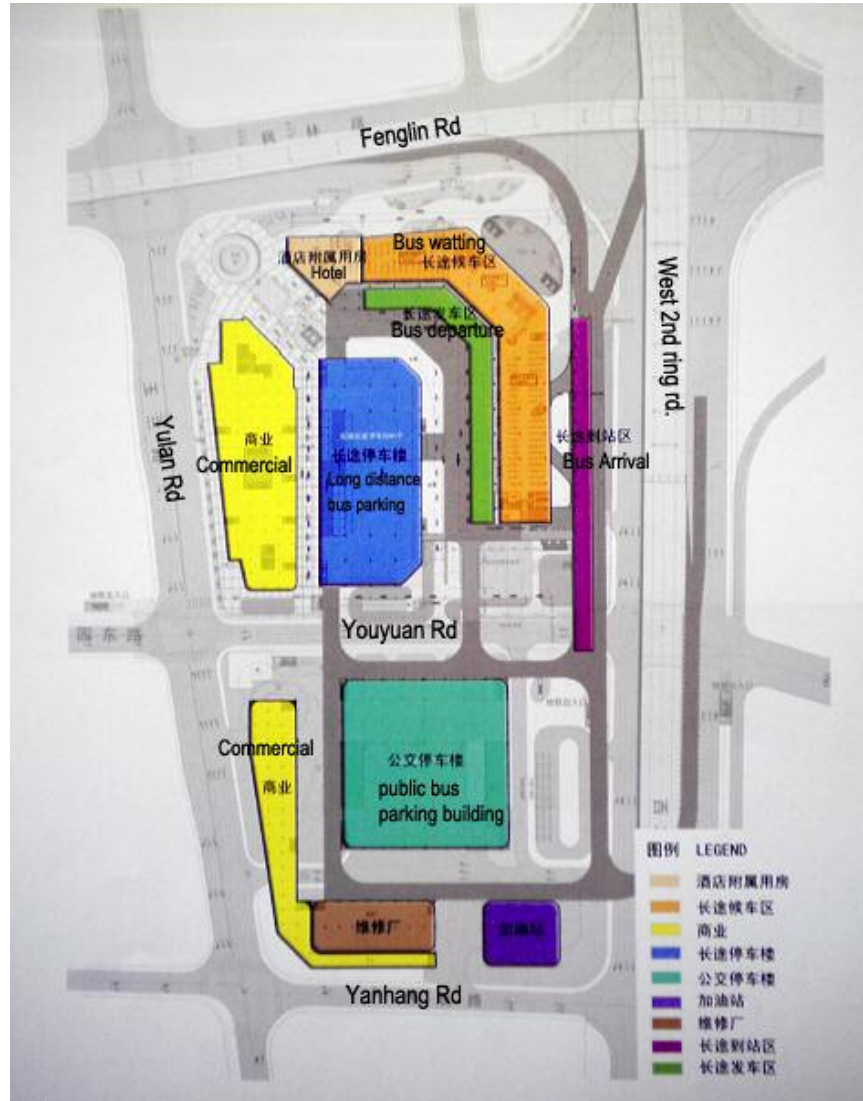 枫林路
Fenglin Rd
酒店附属用房
Hotel
Bus watting
长途候车区
长途发车区
Bus departure
West 2nd ring rd.
Yulan Rd
商业
Commercial
长途停车楼
Long distance
bus parking
长途到站区
Bus Arrival
Youyuan Rd
Commercial
商业
公交停车楼
public bus
parking building
维修厂
加油站
Yanhang Rd
图例 LEGEND
酒店附属用房
长途候车区
商业
长途停车楼
公交停车楼
加油站
维修厂
长途到站区
长途发车区